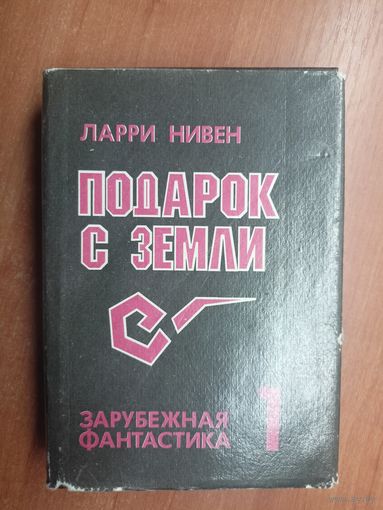 ЛАРРИ НИВЕН
ПОДАРОК
С ЗЕМЛИ
ЗАРУБЕЖНАЯ
ФАНТАСТИКА
1